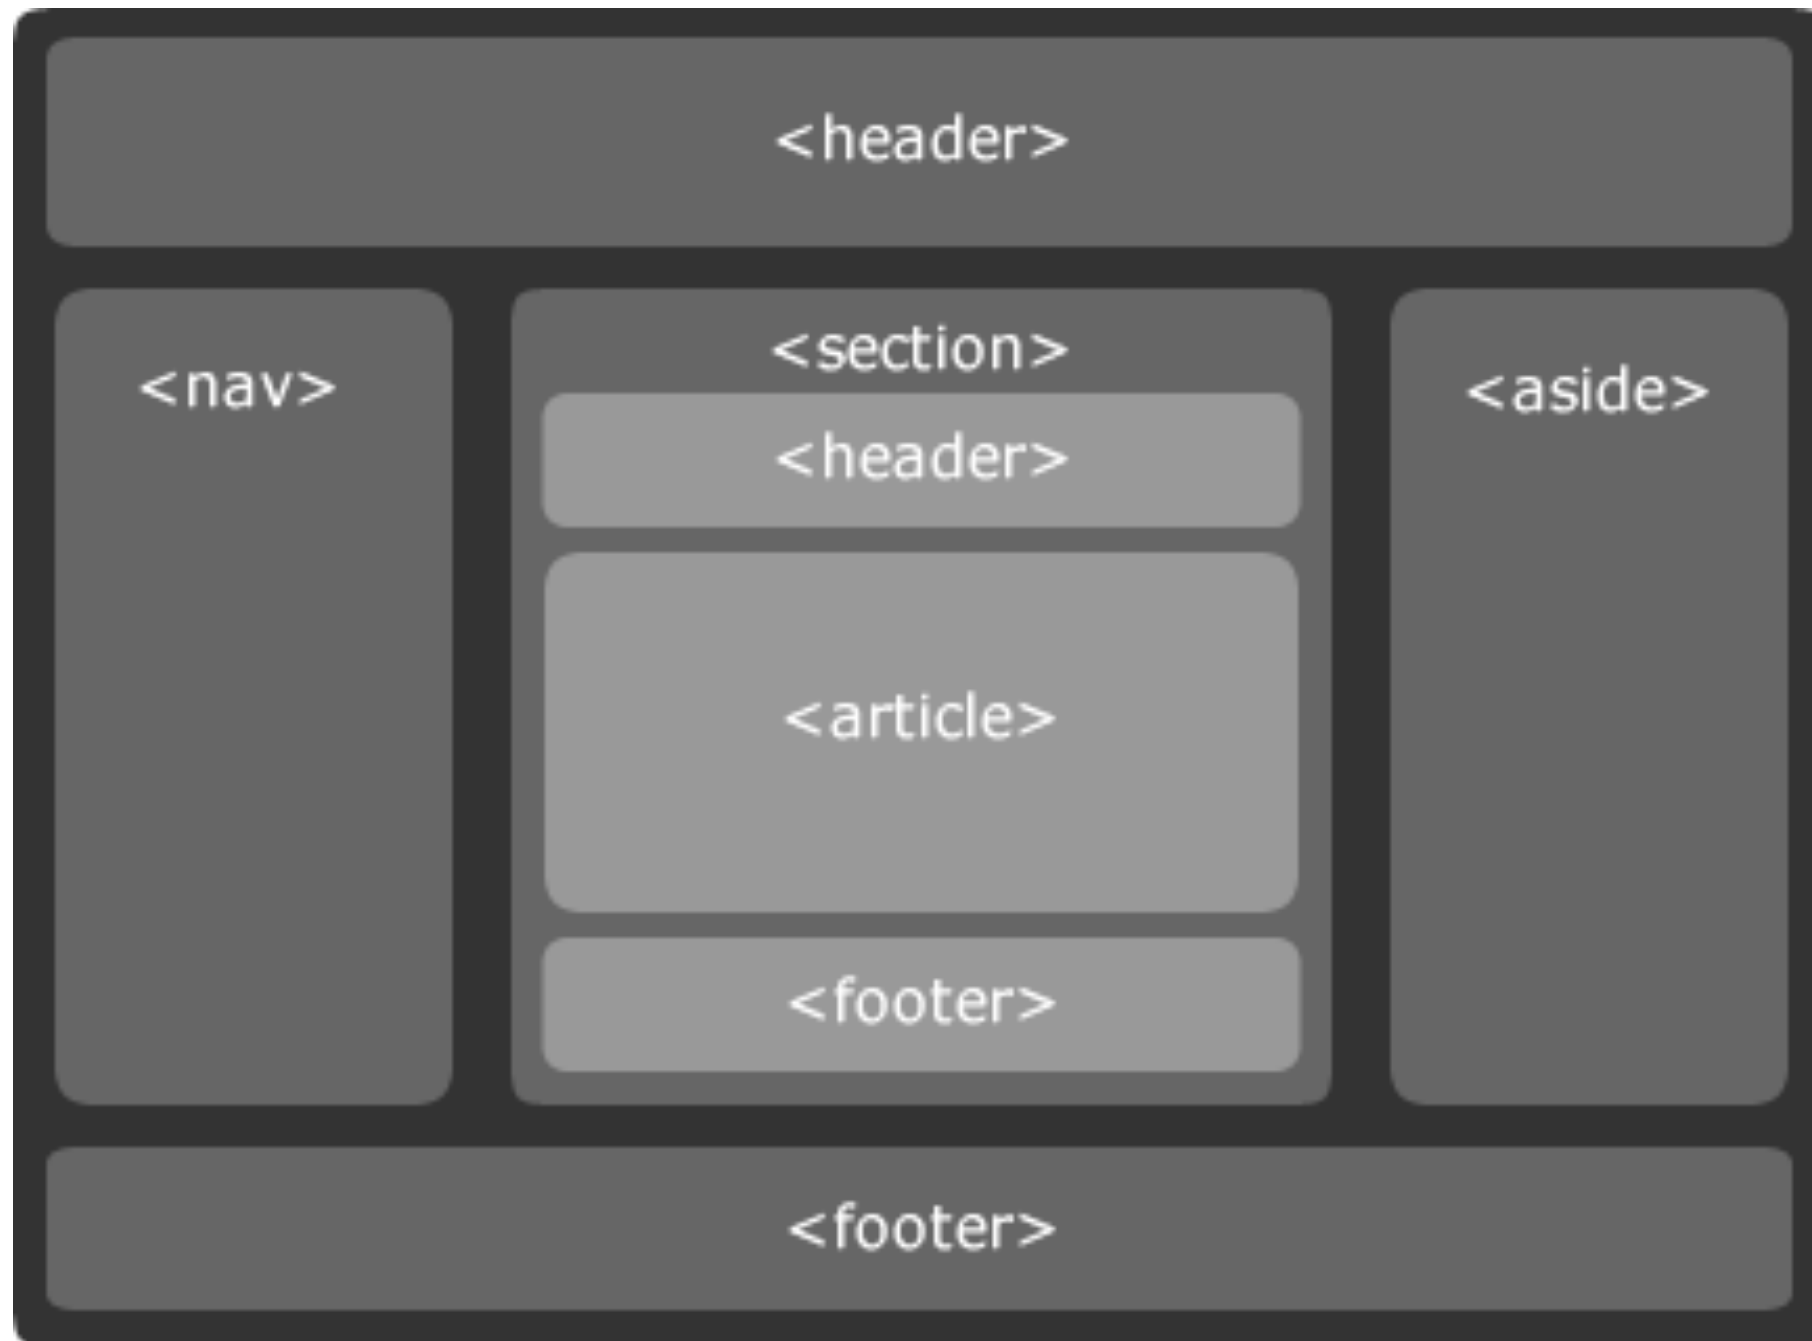 <header>
<nav>
<section>
<header>
<article>
<footer>
<aside>
<footer>